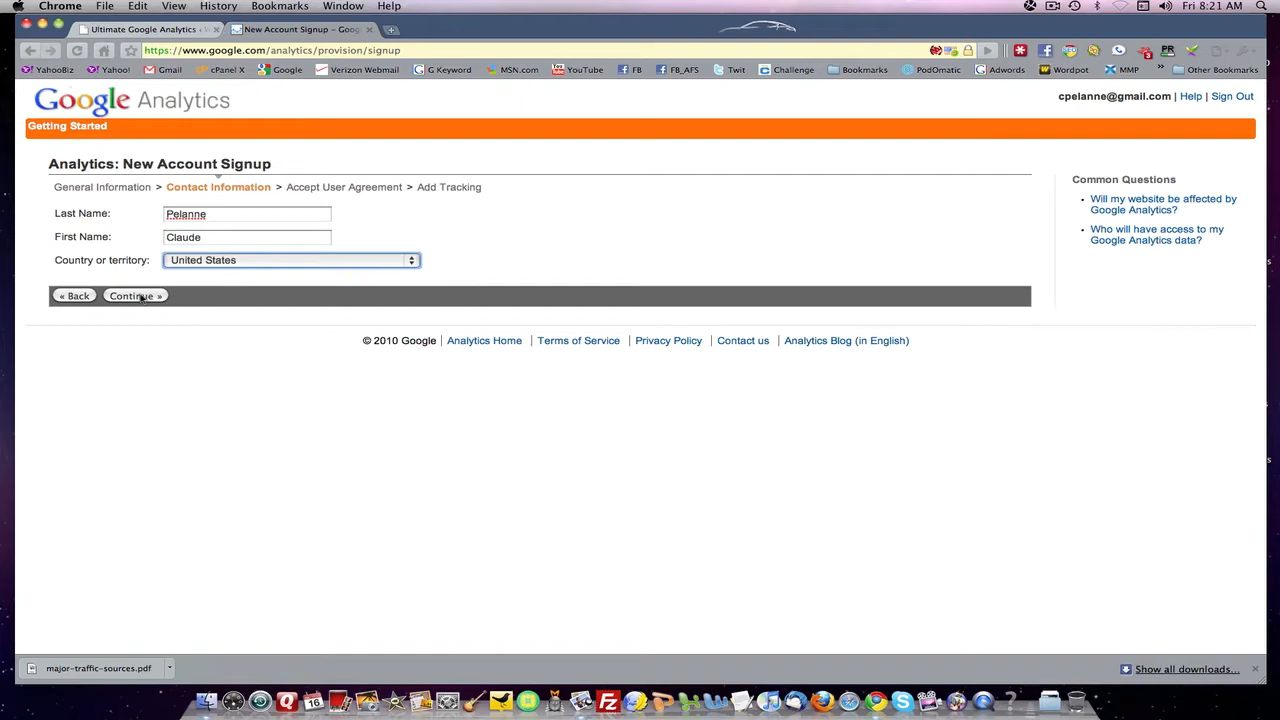 Chrome File Edit View History Bookmarks Window Help Fri 8:21 AM
Ultimate Google Analytics New Account Signup – Goo
https://www.google.com/analytics/provision/signup
YahooBiz Yahoo! Gmail cPanel X Google Verizon Webmail G Keyword MSN.com YouTube FB FB_AFS Twit Challenge Bookmarks PodOmatic Adwords Wordpot MMP » Other Bookmarks
Google Analytics
cpelanne@gmail.com | Help | Sign Out
Getting Started
Analytics: New Account Signup
General Information > Contact Information > Accept User Agreement > Add Tracking
Last Name: Pelanne
First Name: Claude
Country or territory: United States
« Back Continue »
Common Questions
Will my website be affected by
Google Analytics?
Who will have access to my
Google Analytics data?
© 2010 Google | Analytics Home | Terms of Service | Privacy Policy | Contact us | Analytics Blog (in English)
major-traffic-sources.pdf Show all downloads...
16